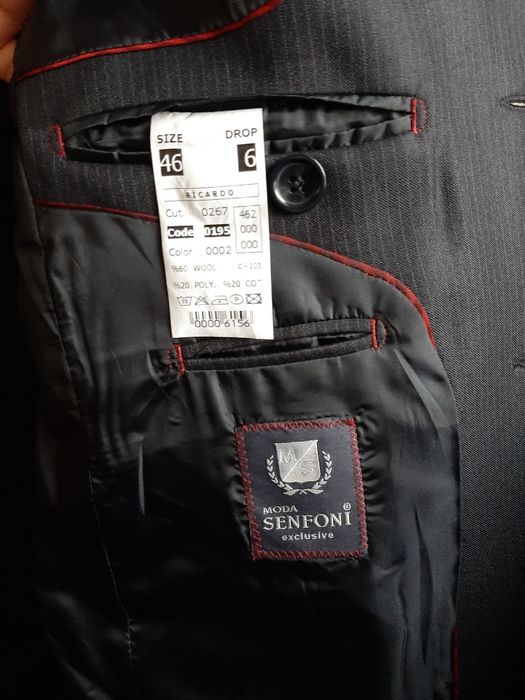 SIZE DROP
46 6
RICARDO
Cut. 0267 462
Code 0195 000
Color 0002 000
%60 WOOL C-103
%20 POLY. %20 CO
P
0000 6156
MS
MODA
SENFONİ®
exclusive